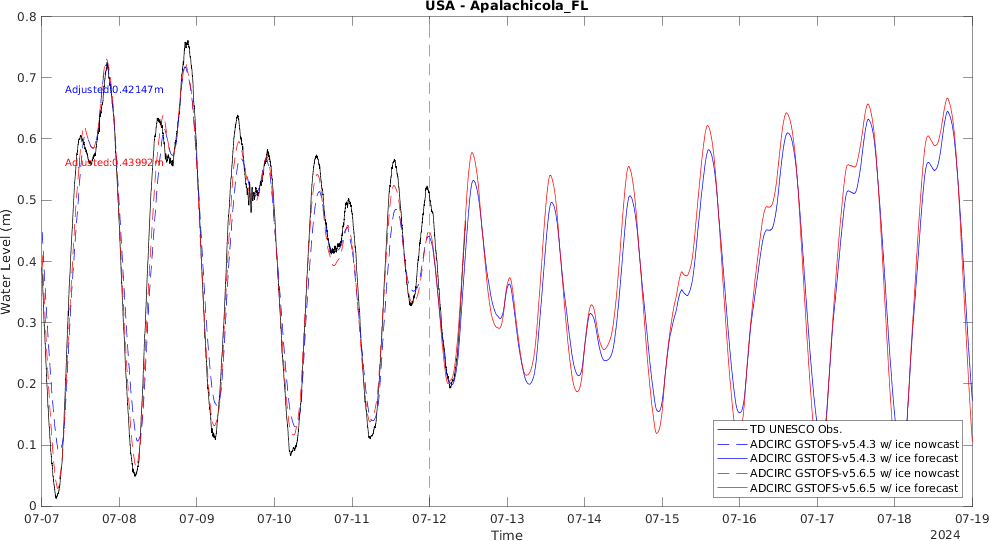 USA - Apalachicola_FL
0.8
0.7
Adjusted:0.42147m
0.6
Adjusted:0.43992m
0.5
0.4
Water Level (m)
0.3
0.2
0.1
0
TD UNESCO Obs.
ADCIRC GSTOFS-v5.4.3 w/ ice nowcast
ADCIRC GSTOFS-v5.4.3 w/ ice forecast
ADCIRC GSTOFS-v5.6.5 w/ ice nowcast
ADCIRC GSTOFS-v5.6.5 w/ ice forecast
07-07 07-08 07-09 07-10 07-11 07-12 07-13 07-14 07-15 07-16 07-17 07-18 07-19
Time
2024